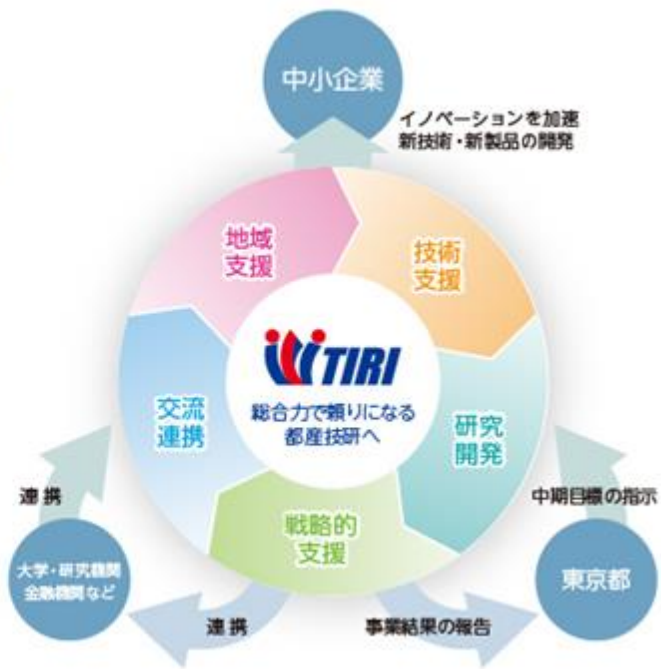 中小企業
イノベーションを加速
新技術・新製品の開発
地域
支援
技術
支援
TIRI
総合力で頼りになる
都産技研へ
交流
連携
研究
開発
戦略的
支援
連携
中期目標の指示
大学・研究機関
金融機関など
東京都
連携
事業結果の報告